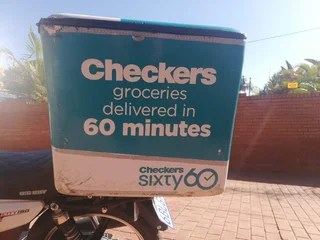 Checkers
groceries
delivered in
60 minutes
Checkers
sixty60